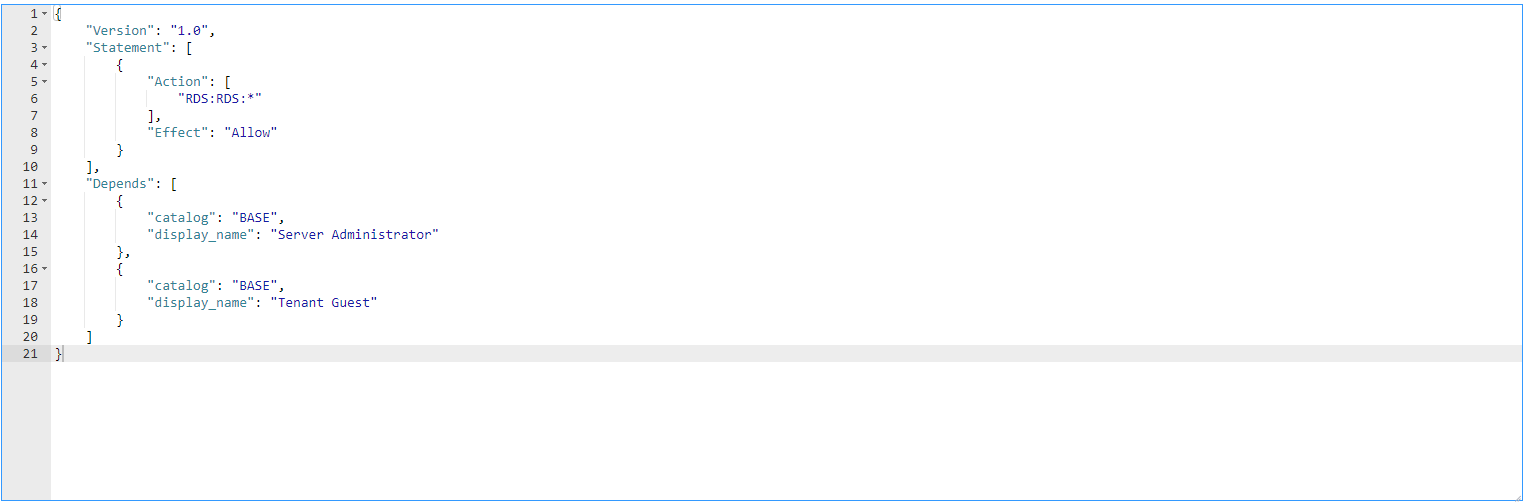 1 {
2     "Version": "1.0",
3     "Statement": [
4         {
5             "Action": [
6                 "RDS:RDS:*"
7             ],
8             "Effect": "Allow"
9         }
10     ],
11     "Depends": [
12         {
13             "catalog": "BASE",
14             "display_name": "Server Administrator"
15         },
16         {
17             "catalog": "BASE",
18             "display_name": "Tenant Guest"
19         }
20     ]
21 }